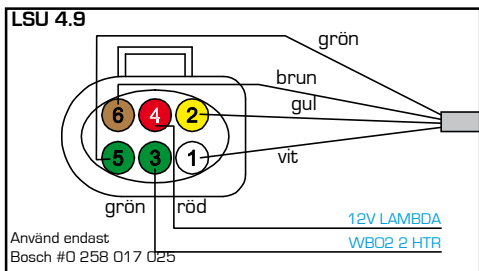 LSU 4.9
grön
brun
gul
6 4 2
5 3 1
vit
grön röd
12V LAMBDA
WBO2 2 HTR
Använd endast
Bosch #0 258 017 025